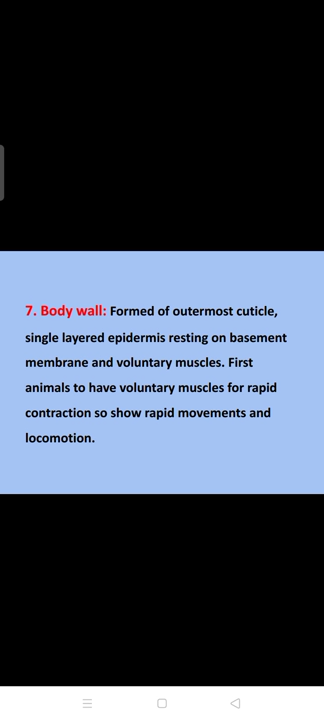 7. Body wall: Formed of outermost cuticle,
single layered epidermis resting on basement
membrane and voluntary muscles. First
animals to have voluntary muscles for rapid
contraction so show rapid movements and
locomotion.